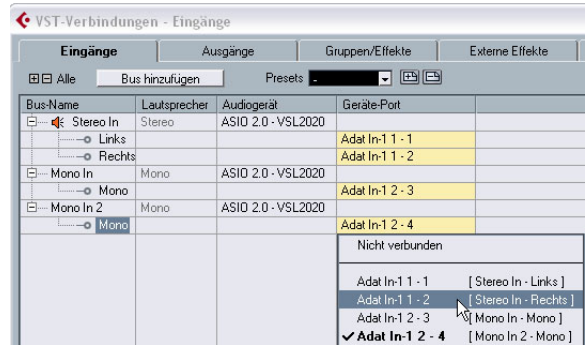 VST-Verbindungen - Eingänge
Eingänge Ausgänge Gruppen/Effekte Externe Effekte
Alle Bus hinzufügen Presets -
Bus-Name Lautsprecher Audiogerät Geräte-Port
Stereo In Stereo ASIO 2.0 - VSL2020
Links Adat In-1 1 - 1
Rechts Adat In-1 1 - 2
Mono In Mono ASIO 2.0 - VSL2020
Mono Adat In-1 2 - 3
Mono In 2 Mono ASIO 2.0 - VSL2020
Mono Adat In-1 2 - 4
Nicht verbunden
Adat In-1 1 - 1 [ Stereo In - Links ]
Adat In-1 1 - 2 [ Stereo In - Rechts ]
Adat In-1 2 - 3 [ Mono In - Mono ]
✓ Adat In-1 2 - 4 [ Mono In 2 - Mono ]